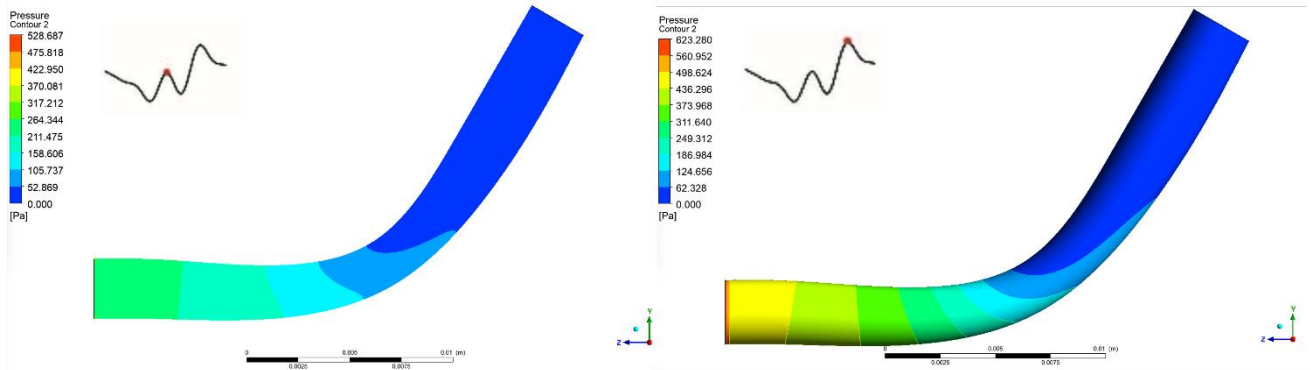 Pressure
Contour 2
528.687
475.818
422.950
370.081
317.212
264.344
211.475
158.606
105.737
52.869
0.000
[Pa]
0
0.005
0.01 (m)
0.0025
0.0075
Y
Z
Pressure
Contour 2
623.280
560.952
498.624
436.296
373.968
311.640
249.312
186.984
124.656
62.328
0.000
[Pa]
0
0.005
0.01 (m)
0.0025
0.0075
Y
Z